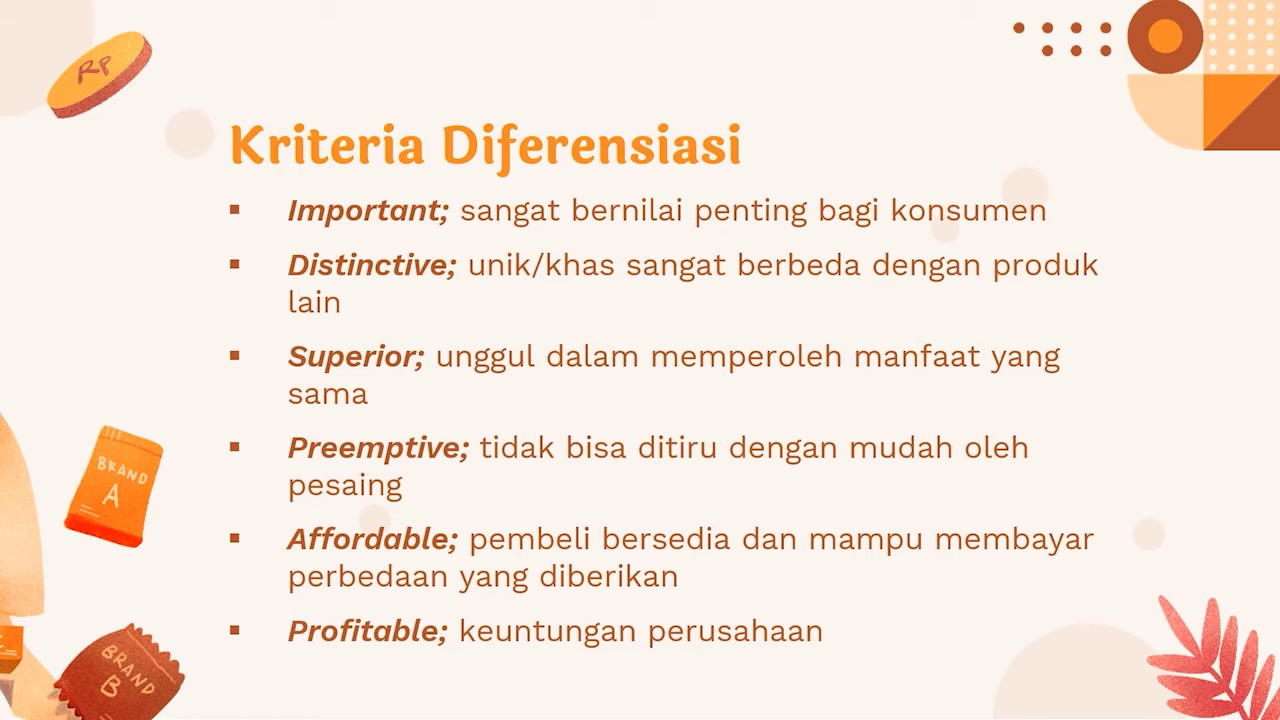 RP
Kriteria Diferensiasi
▪ Important; sangat bernilai penting bagi konsumen
▪ Distinctive; unik/khas sangat berbeda dengan produk
lain
▪ Superior; unggul dalam memperoleh manfaat yang
sama
▪ Preemptive; tidak bisa ditiru dengan mudah oleh
pesaing
▪ Affordable; pembeli bersedia dan mampu membayar
perbedaan yang diberikan
▪ Profitable; keuntungan perusahaan
BRAND
A
BRAND
B